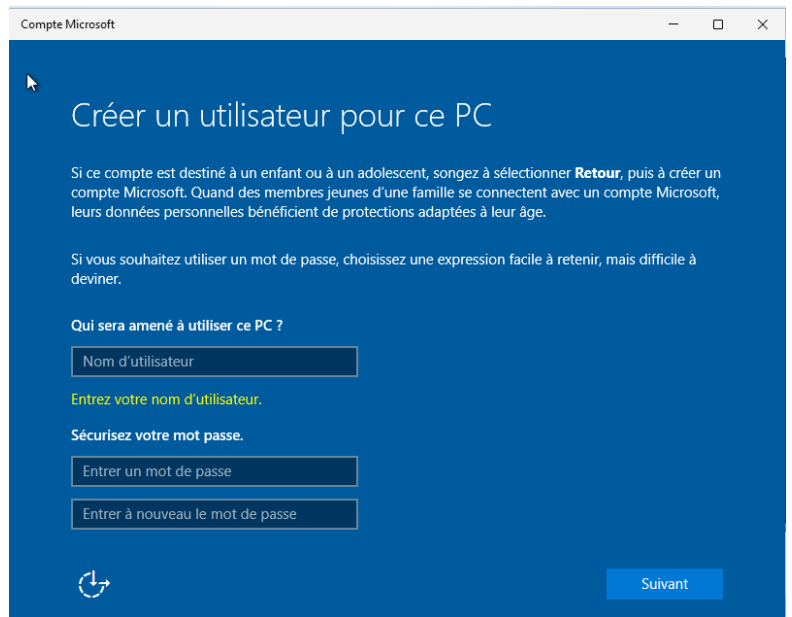 Compte Microsoft
Créer un utilisateur pour ce PC
Si ce compte est destiné à un enfant ou à un adolescent, songez à sélectionner Retour, puis à créer un
compte Microsoft. Quand des membres jeunes d’une famille se connectent avec un compte Microsoft,
leurs données personnelles bénéficient de protections adaptées à leur âge.
Si vous souhaitez utiliser un mot de passe, choisissez une expression facile à retenir, mais difficile à
deviner.
Qui sera amené à utiliser ce PC ?
Nom d’utilisateur
Entrez votre nom d’utilisateur.
Sécurisez votre mot passe.
Entrer un mot de passe
Entrer à nouveau le mot de passe
Suivant